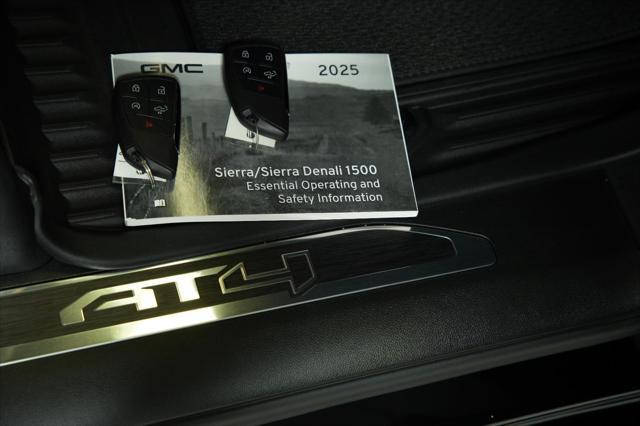 GMC 2025
Sierra/Sierra Denali 1500
Essential Operating and
Safety Information
AT4